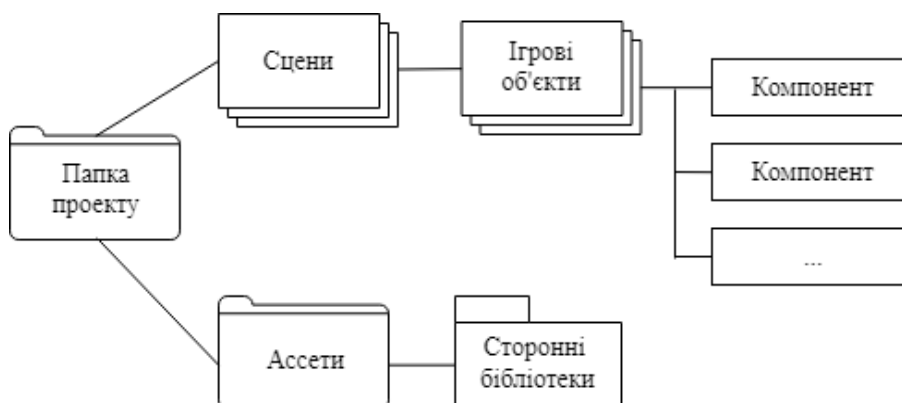 Сцени
Ігрові
об'єкти
Компонент
Папка
проекту
Компонент
...
Ассети
Сторонні
бібліотеки